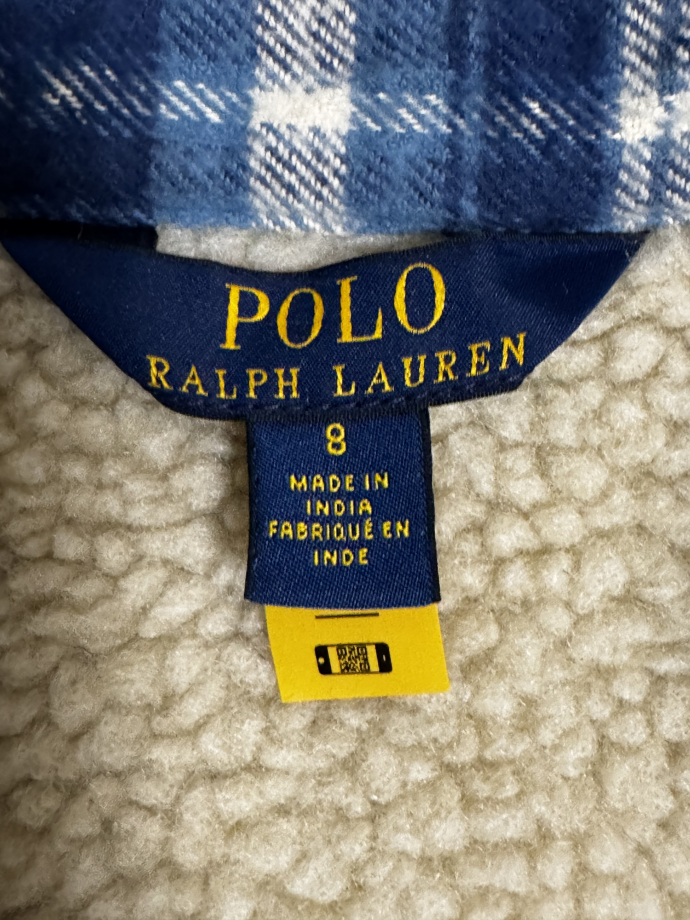 POLO
RALPH LAUREN
8
MADE IN
INDIA
FABRIQUÉ EN
INDE